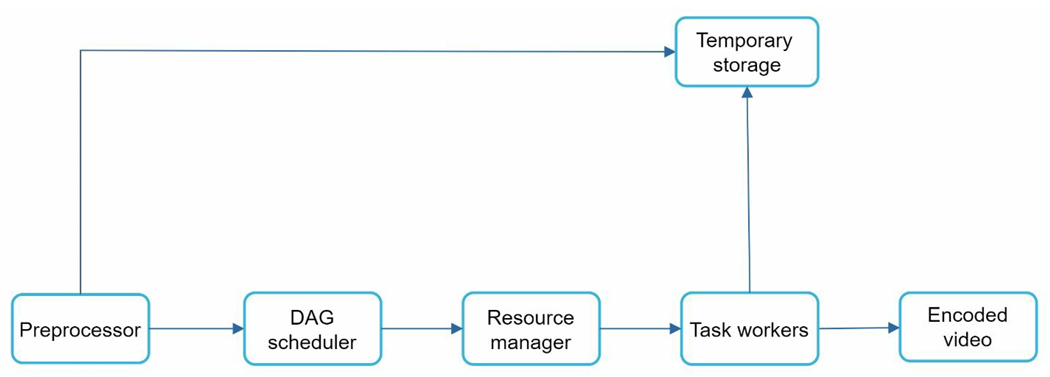 Temporary
storage
Preprocessor
DAG
scheduler
Resource
manager
Task workers
Encoded
video